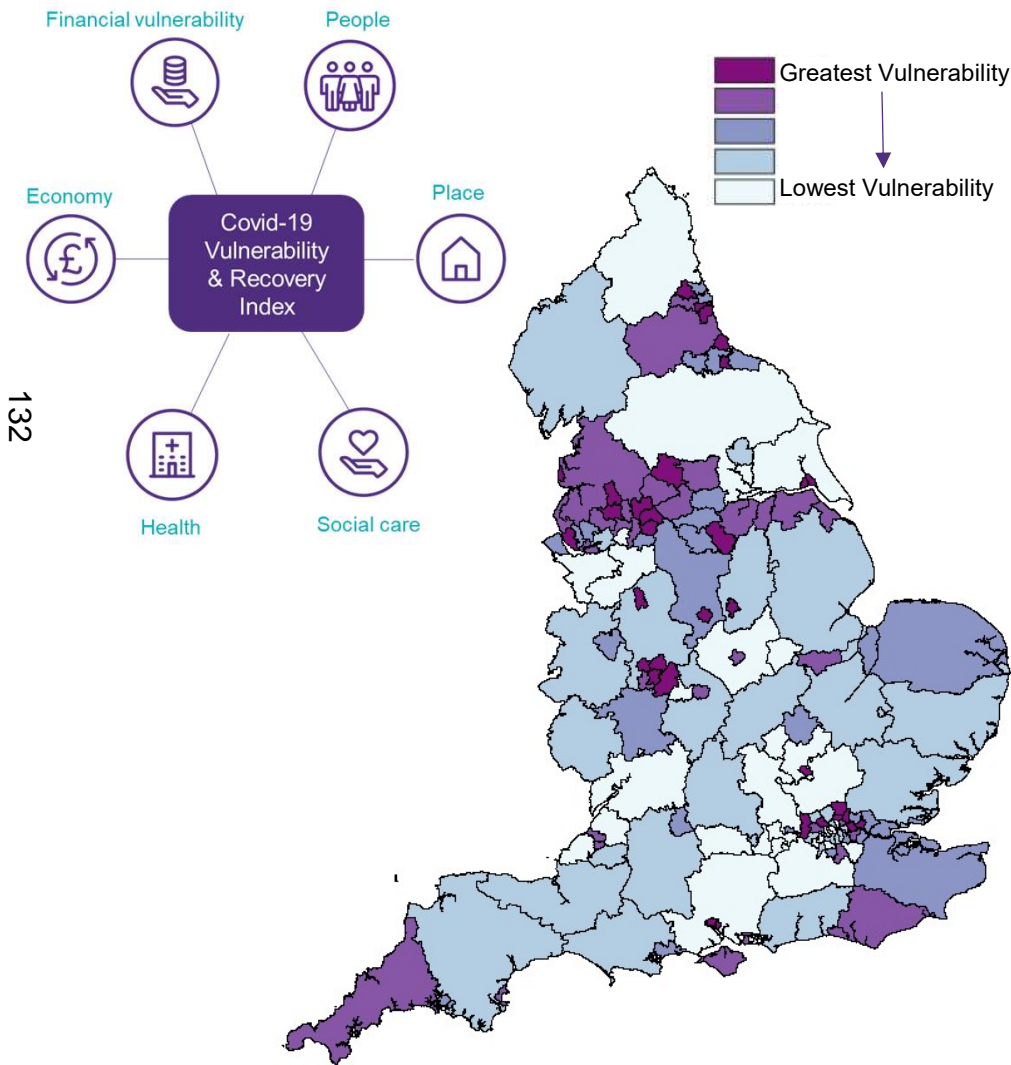 Financial vulnerability
People
Economy
Covid-19
Vulnerability
& Recovery
Index
Place
Health
Social care
Greatest Vulnerability
Lowest Vulnerability
132